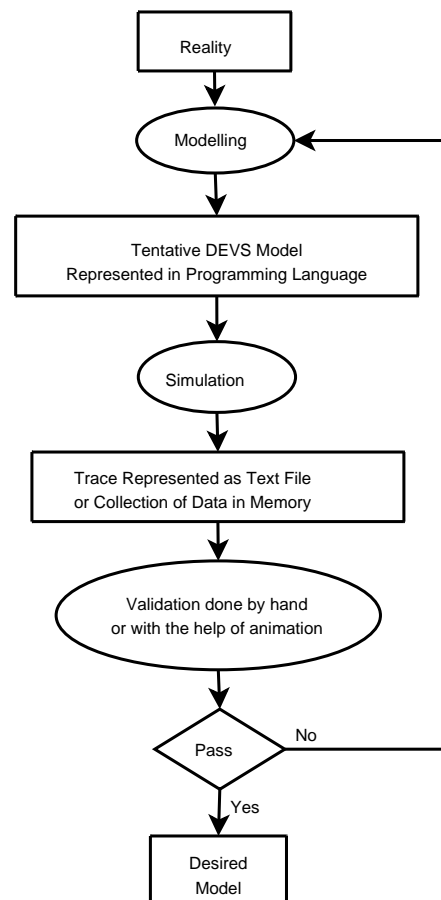 Reality
Modelling
Tentative DEVS Model
Represented in Programming Language
Simulation
Trace Represented as Text File
or Collection of Data in Memory
Validation done by hand
or with the help of animation
Pass
No
Yes
Desired
Model